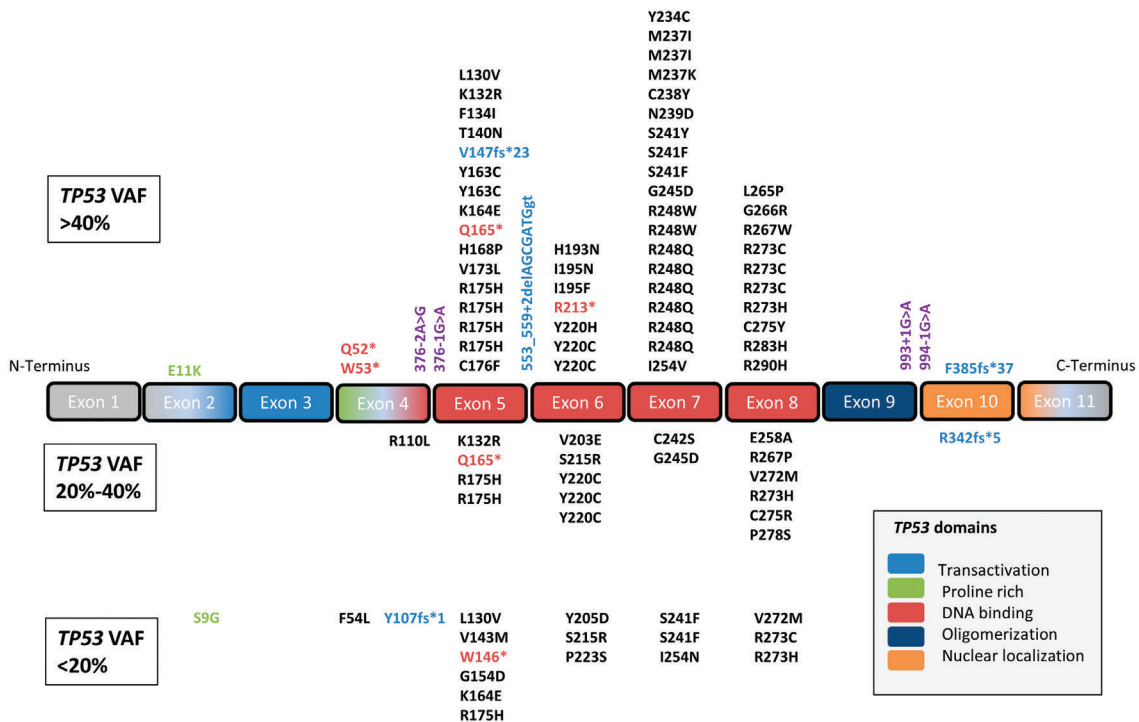 TP53 VAF
>40%
E11K
Q52*
W53*
376-2A>G
376-1G>A
L130V
K132R
F134I
T140N
V147fs*23
Y163C
Y163C
K164E
Q165*
H168P
V173L
R175H
R175H
R175H
R175H
C176F
553_559+2delAGCGATGgt
H193N
I195N
I195F
R213*
Y220H
Y220C
Y220C
Y234C
M237I
M237I
M237K
C238Y
N239D
S241Y
S241F
S241F
G245D
R248W
R248W
R248Q
R248Q
R248Q
R248Q
R248Q
I254V
L265P
G266R
R267W
R273C
R273C
R273C
R273H
C275Y
R283H
R290H
993+1G>A
994-1G>A
F385fs*37
N-Terminus
C-Terminus
Exon 1
Exon 2
Exon 3
Exon 4
Exon 5
Exon 6
Exon 7
Exon 8
Exon 9
Exon 10
Exon 11
TP53 VAF
20%-40%
R110L
K132R
Q165*
R175H
R175H
V203E
S215R
Y220C
Y220C
Y220C
C242S
G245D
E258A
R267P
V272M
R273H
C275R
P278S
R342fs*5
TP53 VAF
<20%
S9G
F54L
Y107fs*1
L130V
V143M
W146*
G154D
K164E
R175H
Y205D
S215R
P223S
S241F
S241F
I254N
V272M
R273C
R273H
TP53 domains
Transactivation
Proline rich
DNA binding
Oligomerization
Nuclear localization